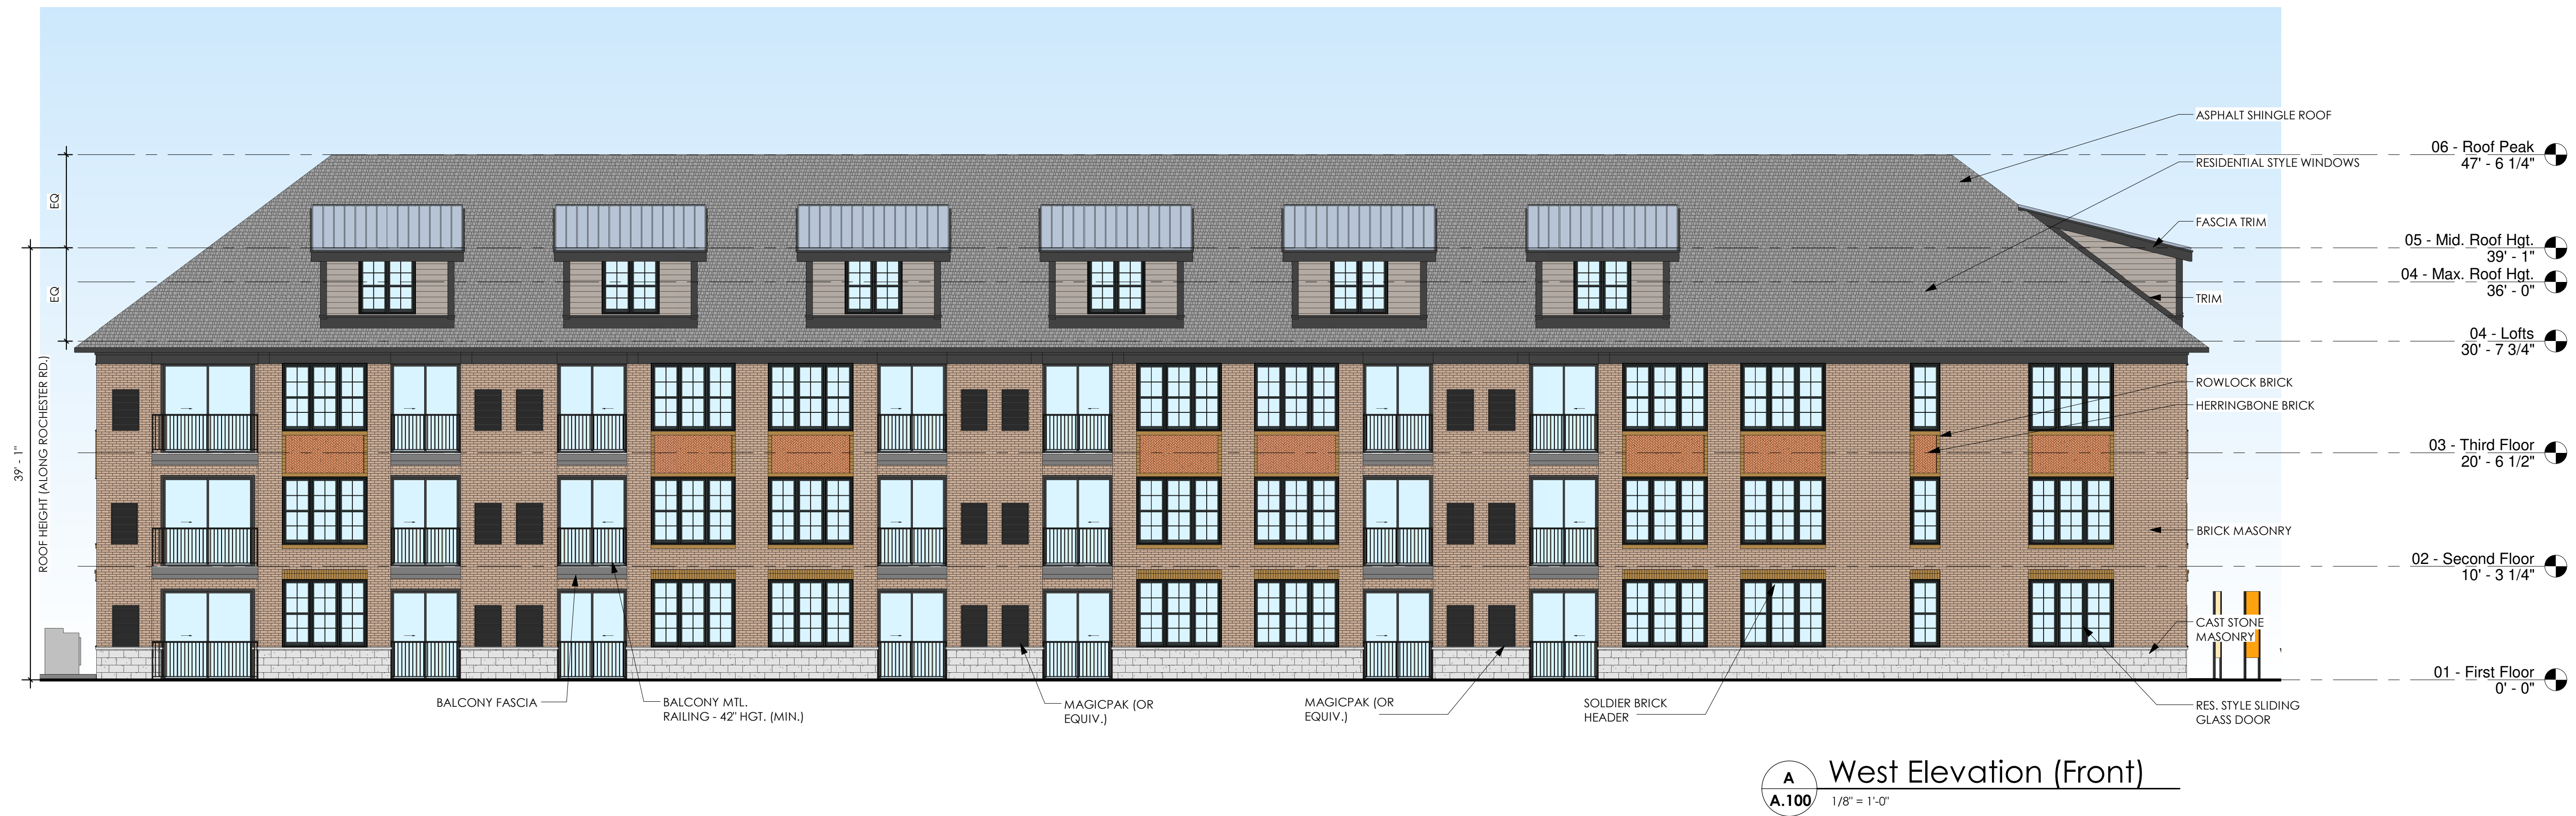 ASPHALT SHINGLE ROOF
06 - Roof Peak
47' - 6 1/4"
RESIDENTIAL STYLE WINDOWS
EQ
FASCIA TRIM
05 - Mid. Roof Hgt.
39' - 1"
04 - Max. Roof Hgt.
36' - 0"
EQ
TRIM
04 - Lofts
30' - 7 3/4"
ROWLOCK BRICK
HERRINGBONE BRICK
03 - Third Floor
20' - 6 1/2"
39' - 1"
ROOF HEIGHT (ALONG ROCHESTER RD.)
BRICK MASONRY
02 - Second Floor
10' - 3 1/4"
CAST STONE
MASONRY
01 - First Floor
0' - 0"
BALCONY FASCIA
BALCONY MTL.
RAILING - 42" HGT. (MIN.)
MAGICPAK (OR
EQUIV.)
MAGICPAK (OR
EQUIV.)
SOLDIER BRICK
HEADER
RES. STYLE SLIDING
GLASS DOOR
A
A.100
West Elevation (Front)
1/8" = 1'-0"